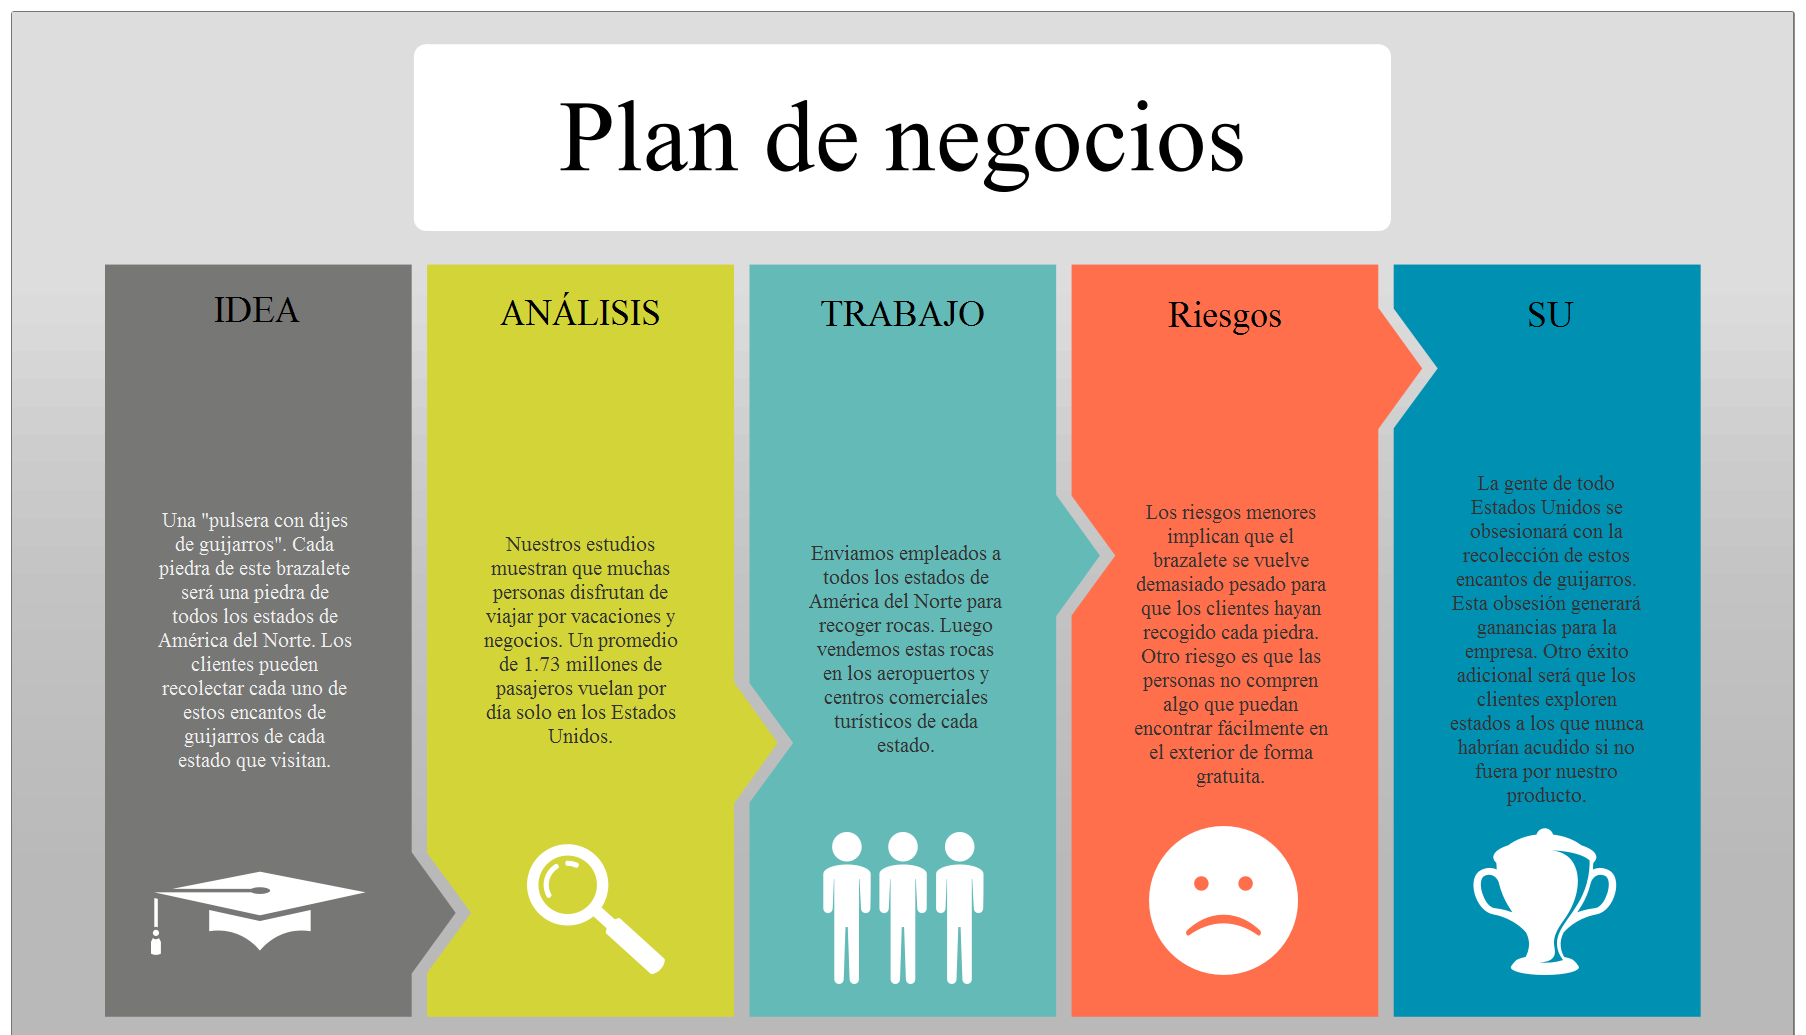 Plan de negocios
IDEA
Una "pulsera con dijes
de guijarros". Cada
piedra de este brazalete
será una piedra de
todos los estados de
América del Norte. Los
clientes pueden
recolectar cada uno de
estos encantos de
guijarros de cada
estado que visitan.
ANÁLISIS
Nuestros estudios
muestran que muchas
personas disfrutan de
viajar por vacaciones y
negocios. Un promedio
de 1.73 millones de
pasajeros vuelan por
día solo en los Estados
Unidos.
TRABAJO
Enviamos empleados a
todos los estados de
América del Norte para
recoger rocas. Luego
vendemos estas rocas
en los aeropuertos y
centros comerciales
turísticos de cada
estado.
Riesgos
Los riesgos menores
implican que el
brazalete se vuelve
demasiado pesado para
que los clientes hayan
recogido cada piedra.
Otro riesgo es que las
personas no compren
algo que puedan
encontrar fácilmente en
el exterior de forma
gratuita.
SU
La gente de todo
Estados Unidos se
obsesionará con la
recolección de estos
encantos de guijarros.
Esta obsesión generará
ganancias para la
empresa. Otro éxito
adicional será que los
clientes exploren
estados a los que nunca
habrían acudido si no
fuera por nuestro
producto.